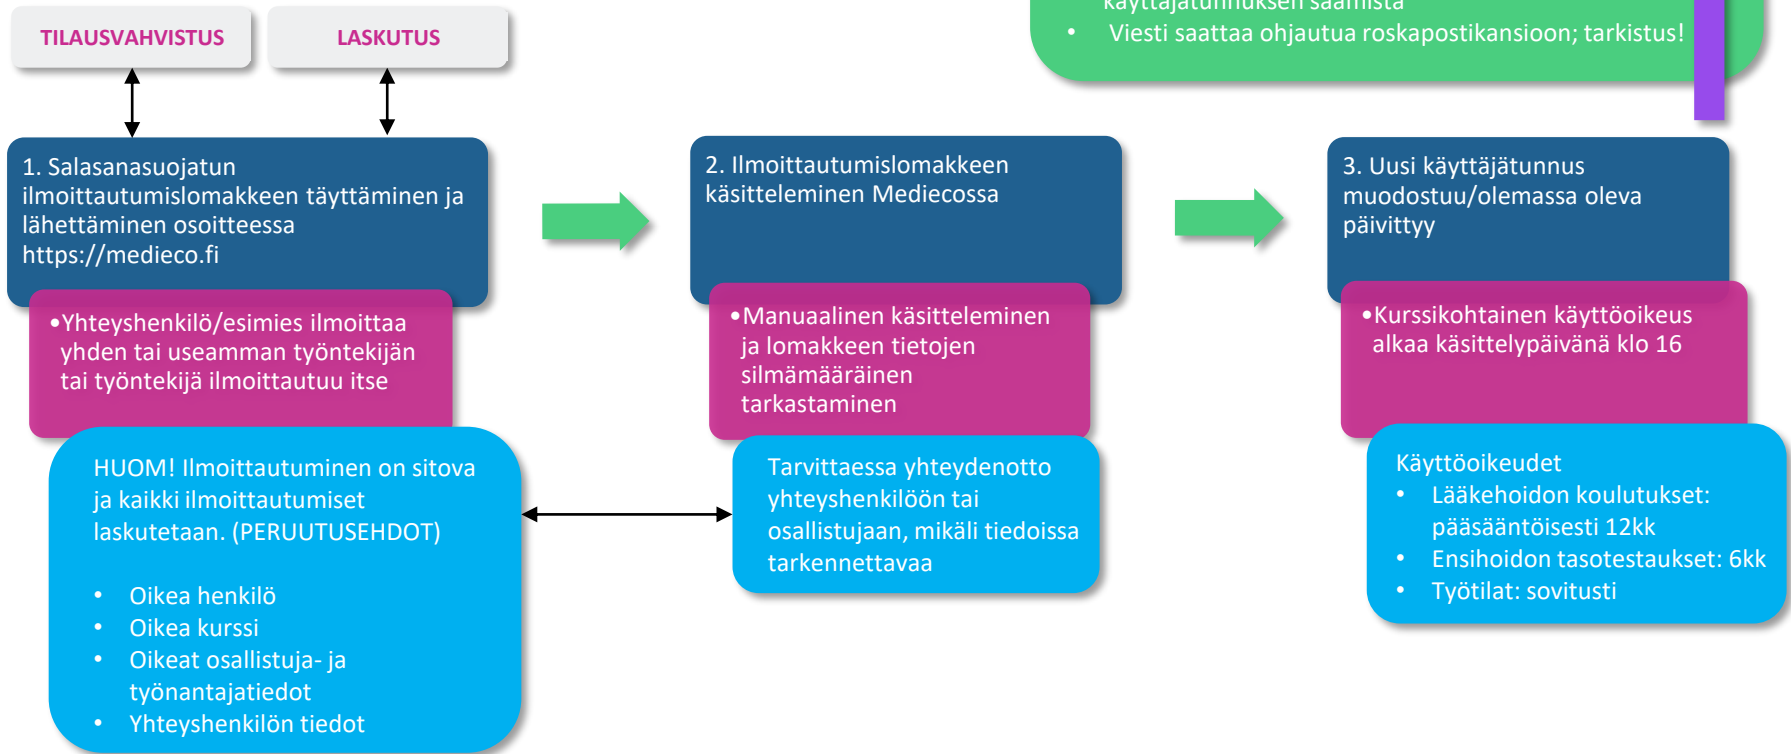 käyttäjätunnuksen saamista
• Viesti saattaa ohjautua roskapostikansioon; tarkistus!
TILAUSVAHVISTUS
LASKUTUS
1. Salasanasuojatun
ilmoittautumislomakkeen täyttäminen ja
lähettäminen osoitteessa
https://medieco.fi
•Yhteyshenkilö/esimies ilmoittaa
yhden tai useamman työntekijän
tai työntekijä ilmoittautuu itse
HUOM! Ilmoittautuminen on sitova
ja kaikki ilmoittautumiset
laskutetaan. (PERUUTUSEHDOT)
• Oikea henkilö
• Oikea kurssi
• Oikeat osallistuja- ja
työnantajatiedot
• Yhteyshenkilön tiedot
2. Ilmoittautumislomakkeen
käsitteleminen Mediecossa
•Manuaalinen käsitteleminen
ja lomakkeen tietojen
silmämääräinen
tarkastaminen
Tarvittaessa yhteydenotto
yhteyshenkilöön tai
osallistujaan, mikäli tiedoissa
tarkennettavaa
3. Uusi käyttäjätunnus
muodostuu/olemassa oleva
päivittyy
•Kurssikohtainen käyttöoikeus
alkaa käsittelypäivänä klo 16
Käyttöoikeudet
• Lääkehoidon koulutukset:
pääsääntöisesti 12kk
• Ensihoidon tasotestaukset: 6kk
• Työtilat: sovitusti